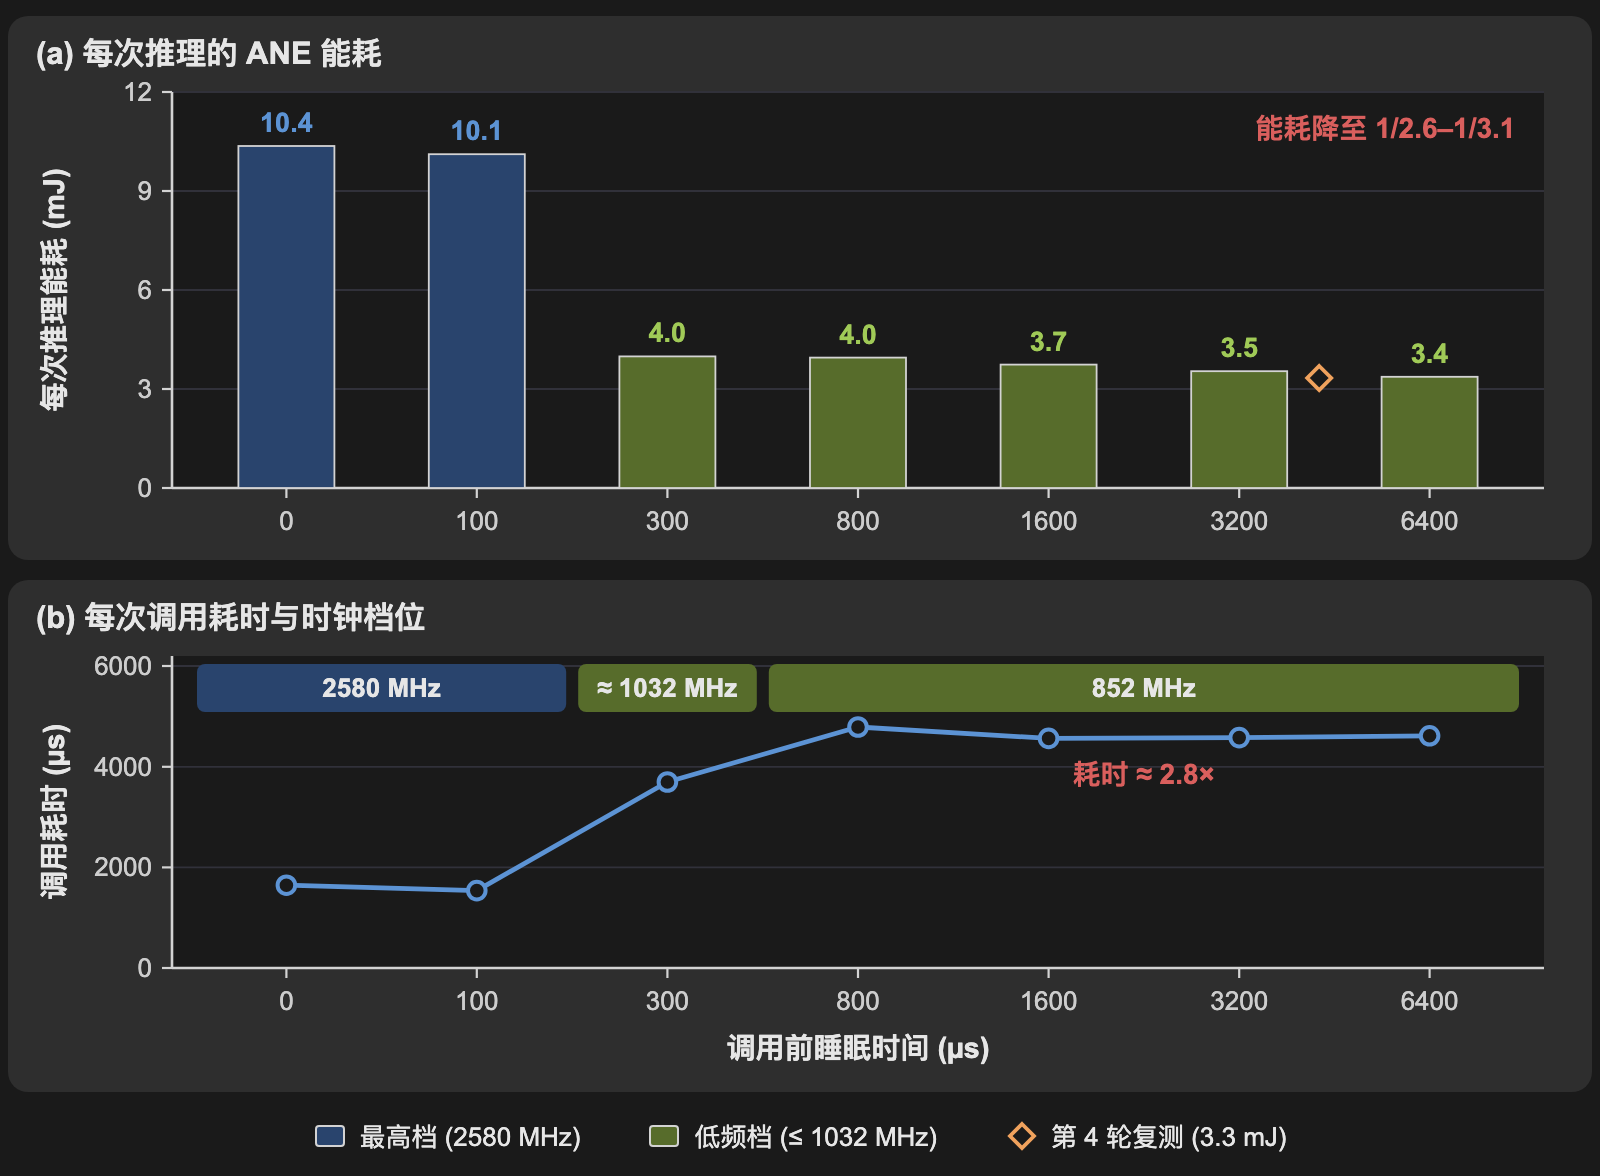 (a) 每次推理的 ANE 能耗
每次推理能耗 (mJ)
12
9
6
3
0
10.4
10.1
4.0
4.0
3.7
3.5
3.4
能耗降至 1/2.6–1/3.1
0
100
300
800
1600
3200
6400
(b) 每次调用耗时与时钟档位
调用耗时 (µs)
6000
4000
2000
0
2580 MHz
≈ 1032 MHz
852 MHz
耗时 ≈ 2.8×
0
100
300
800
1600
3200
6400
调用前睡眠时间 (µs)
最高档 (2580 MHz)
低频档 (≤ 1032 MHz)
第 4 轮复测 (3.3 mJ)